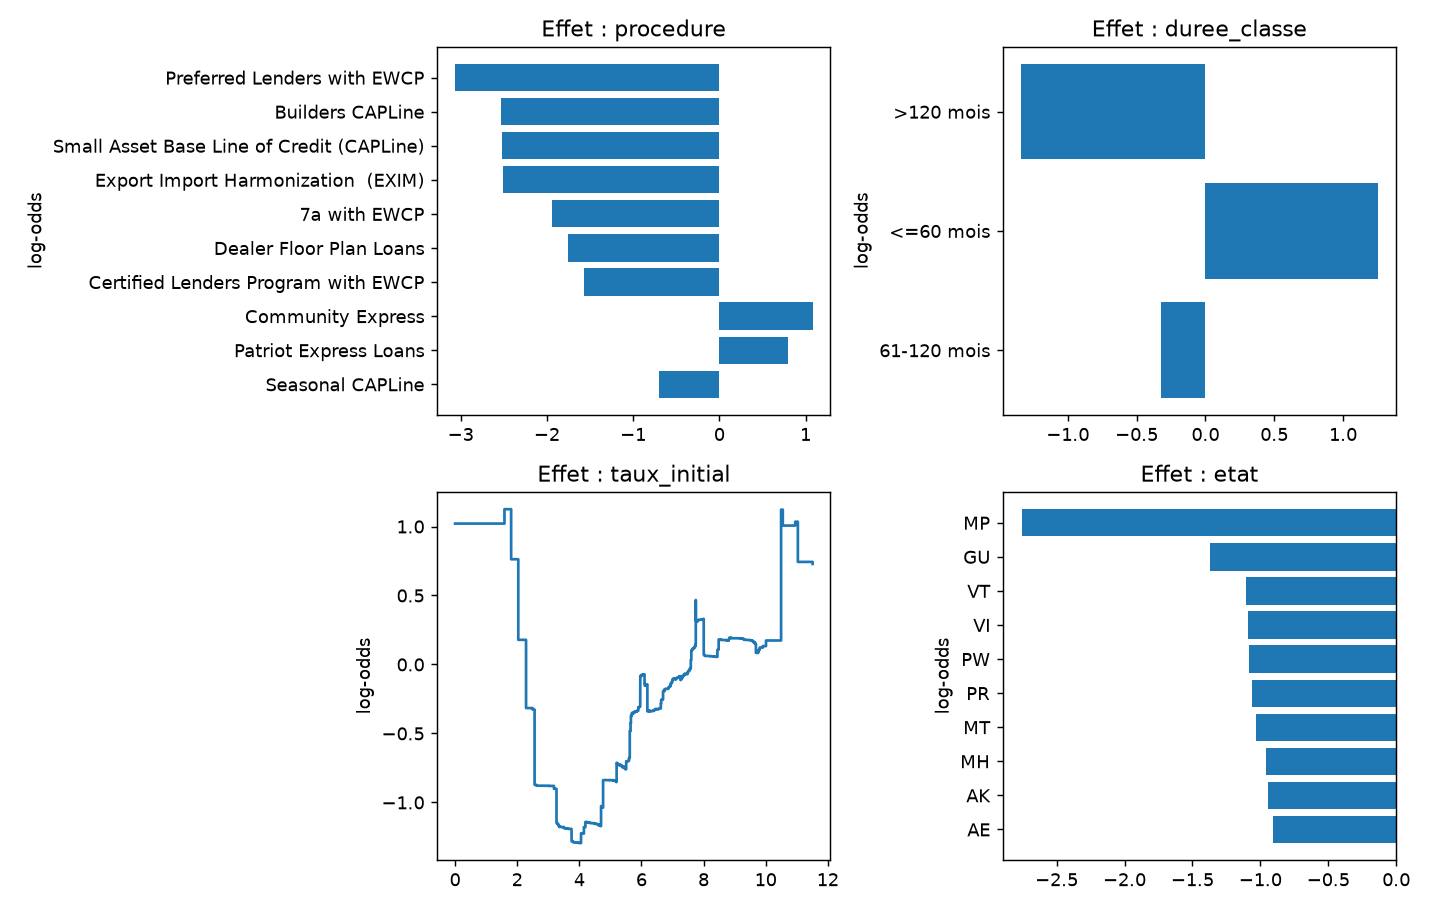 Effet : procedure
Preferred Lenders with EWCP
Builders CAPLine
Small Asset Base Line of Credit (CAPLine)
Export Import Harmonization  (EXIM)
7a with EWCP
Dealer Floor Plan Loans
Certified Lenders Program with EWCP
Community Express
Patriot Express Loans
Seasonal CAPLine
log-odds
−3 −2 −1 0 1
Effet : duree_classe
>120 mois
<=60 mois
61-120 mois
log-odds
−1.0 −0.5 0.0 0.5 1.0
Effet : taux_initial
1.0
0.5
0.0
−0.5
−1.0
log-odds
0 2 4 6 8 10 12
Effet : etat
MP
GU
VT
VI
PW
PR
MT
MH
AK
AE
log-odds
−2.5 −2.0 −1.5 −1.0 −0.5 0.0